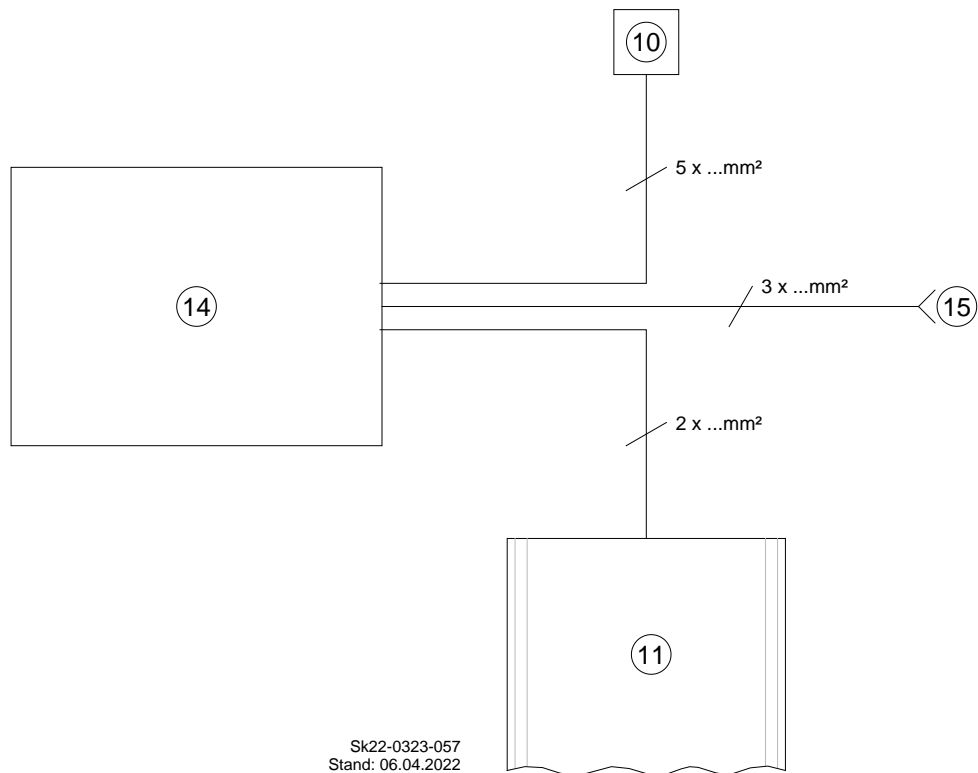 10
5 x ...mm²
14
3 x ...mm²
15
2 x ...mm²
11
Sk22-0323-057
Stand: 06.04.2022